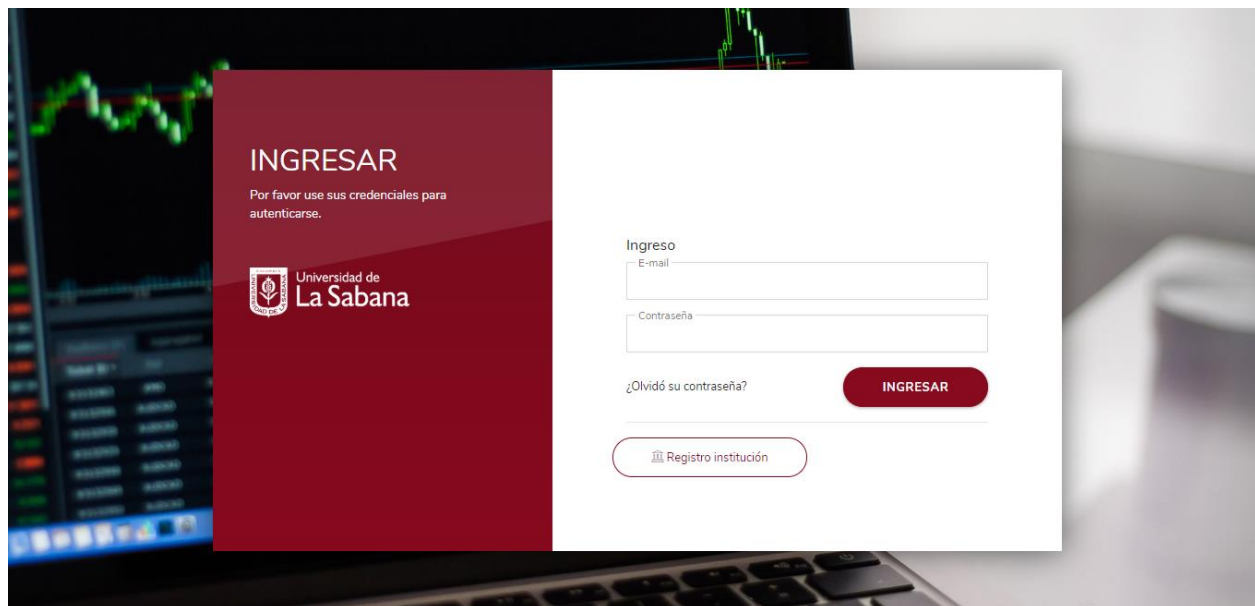 INGRESAR
Por favor use sus credenciales para
autenticarse.
Universidad de
La Sabana
Ingreso
E-mail
Contraseña
¿Olvidó su contraseña?
INGRESAR
Registro institución